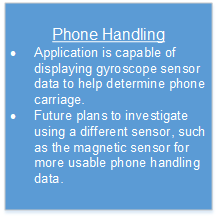 Phone Handling
● Application is capable of
displaying gyroscope sensor
data to help determine phone
carriage.
● Future plans to investigate
using a different sensor, such
as the magnetic sensor for
more usable phone handling
data.